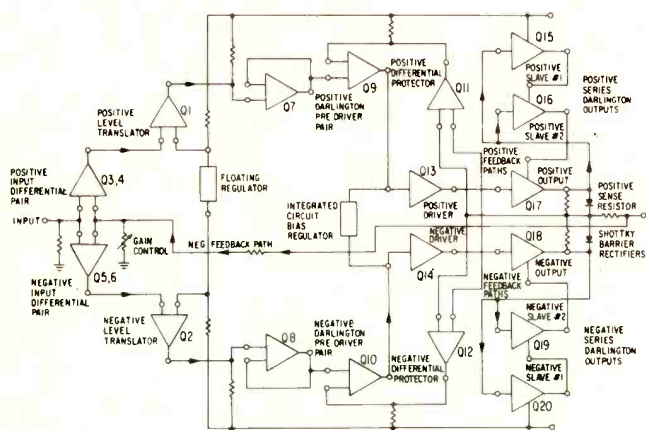 Q15
POSITIVE
SLAVE #1
Q16
POSITIVE
SLAVE #2
POSITIVE
SERIES
DARLINGTON
OUTPUTS
POSITIVE
DIFFERENTIAL
PROTECTOR
Q9
Q7
POSITIVE
DARLINGTON
PRE DRIVER
PAIR
Q11
Q1
POSITIVE
LEVEL
TRANSLATOR
POSITIVE
INPUT
DIFFERENTIAL
PAIR
Q3,4
FLOATING
REGULATOR
Q13
POSITIVE
DRIVER
POSITIVE
FEEDBACK
PATHS
POSITIVE
OUTPUT
Q17
POSITIVE
SENSE
RESISTOR
INPUT
GAIN
CONTROL
INTEGRATED
CIRCUIT
BIAS
REGULATOR
NEG FEEDBACK PATH
NEGATIVE
DRIVER
Q14
Q18
NEGATIVE
OUTPUT
SHOTTKY
BARRIER
RECTIFIERS
Q5,6
NEGATIVE
INPUT
DIFFERENTIAL
PAIR
NEGATIVE
LEVEL
TRANSLATOR
Q2
Q8
NEGATIVE
DARLINGTON
PRE DRIVER
PAIR
Q10
NEGATIVE
DIFFERENTIAL
PROTECTOR
Q12
NEGATIVE
FEEDBACK
PATHS
NEGATIVE
SLAVE #2
Q19
NEGATIVE
SLAVE #1
Q20
NEGATIVE
SERIES
DARLINGTON
OUTPUTS